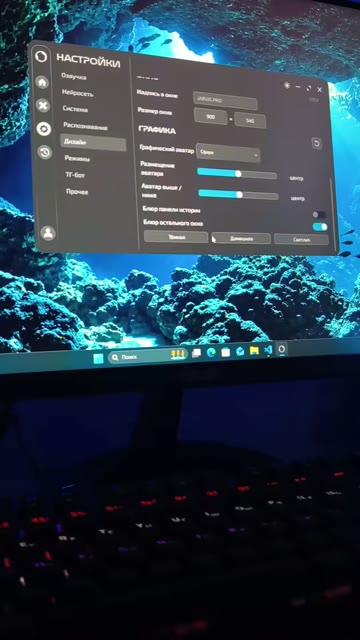 НАСТРОЙКИ
Озвучка
Нейросеть
Система
Распознавание
Дизайн
Режимы
ТГ-бот
Прочее
Надпись в окне
JARVIS PRO
Размер окна
900
540
ГРАФИКА
Графический аватар
Сфера
Размещение аватара
центр
Аватар выше / ниже
центр
Блюр панели истории
Блюр остального окна
Тёмная
Домашняя
Светлая
Поиск